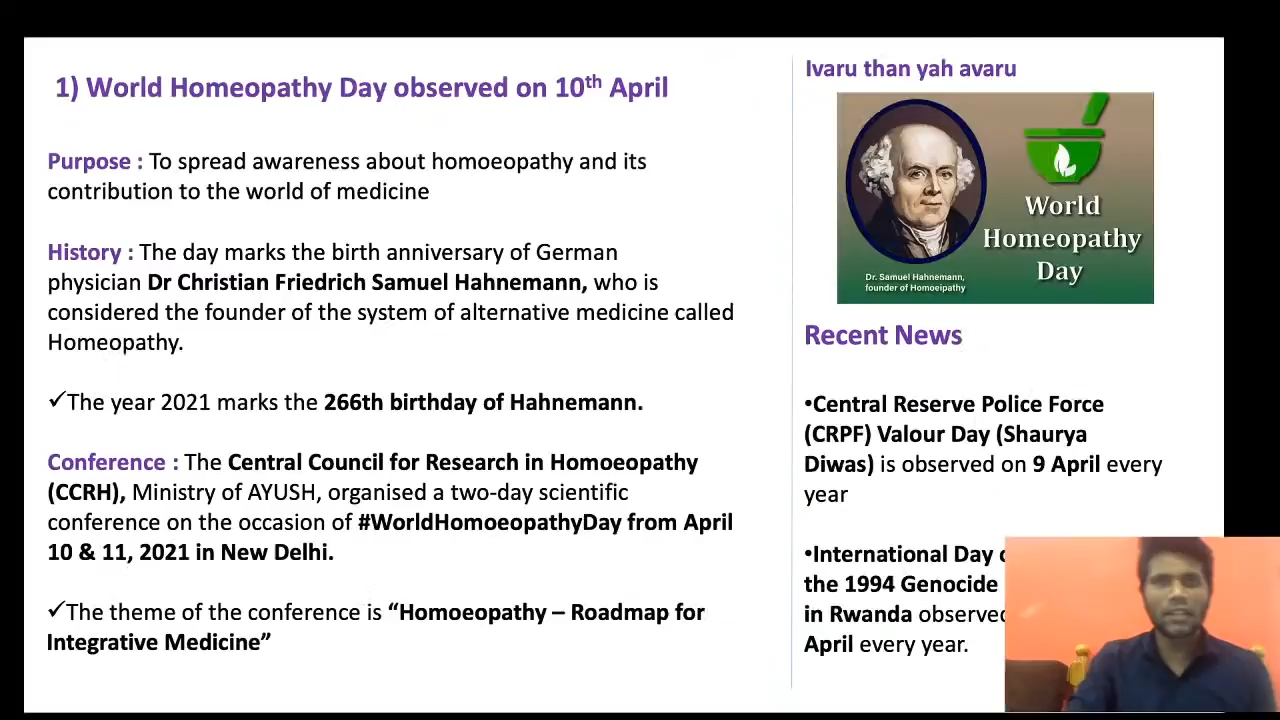 1) World Homeopathy Day observed on 10th April
Purpose : To spread awareness about homoeopathy and its
contribution to the world of medicine
History : The day marks the birth anniversary of German
physician Dr Christian Friedrich Samuel Hahnemann, who is
considered the founder of the system of alternative medicine called
Homeopathy.
✓The year 2021 marks the 266th birthday of Hahnemann.
Conference : The Central Council for Research in Homoeopathy
(CCRH), Ministry of AYUSH, organised a two-day scientific
conference on the occasion of #WorldHomoeopathyDay from April
10 & 11, 2021 in New Delhi.
✓The theme of the conference is “Homoeopathy – Roadmap for
Integrative Medicine”
Ivaru than yah avaru
World
Homeopathy
Day
Dr. Samuel Hahnemann,
founder of Homoeipathy
Recent News
•Central Reserve Police Force
(CRPF) Valour Day (Shaurya
Diwas) is observed on 9 April every
year
•International Day
the 1994 Genocide
in Rwanda observed
April every year.